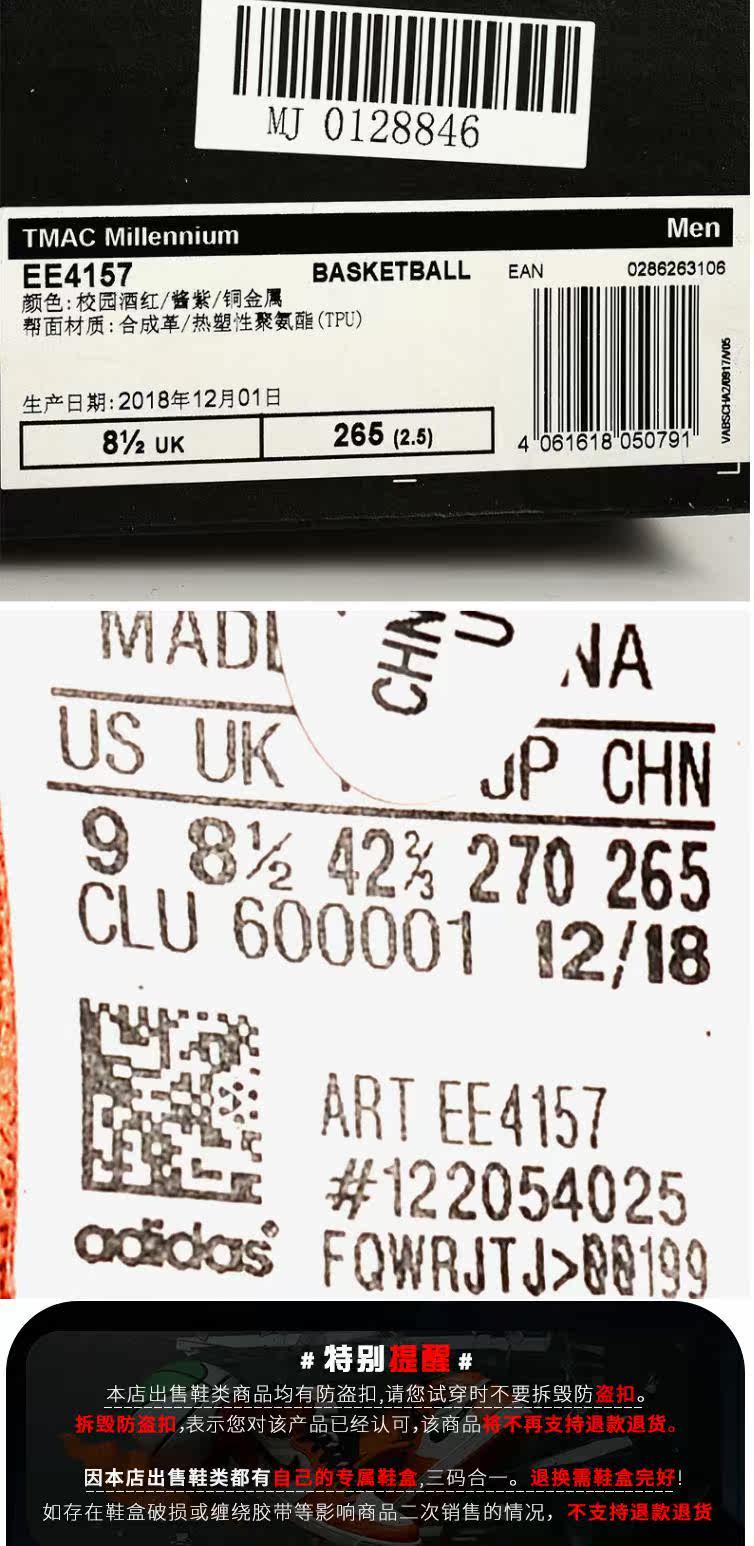 MJ 0128846
TMAC Millennium Men
EE4157 BASKETBALL EAN 0286263106
颜色:校园酒红/酱紫/铜金属
帮面材质:合成革/热塑性聚氨酯(TPU)
生产日期:2018年12月01日
8½ UK 265 (2.5)
4 061618 050791
VABSCHA2/0917/V05
CHN
US UK JP CHN
9 8½ 42⅔ 270 265
CLU 600001 12/18
ART EE4157
#122054025
adidas
# 特别提醒 #
本店出售鞋类商品均有防盗扣,请您试穿时不要拆毁防盗扣。
拆毁防盗扣,表示您对该产品已经认可,该商品将不再支持退款退货。
因本店出售鞋类都有自己的专属鞋盒,三码合一。退换需鞋盒完好!
如存在鞋盒破损或缠绕胶带等影响商品二次销售的情况，不支持退款退货